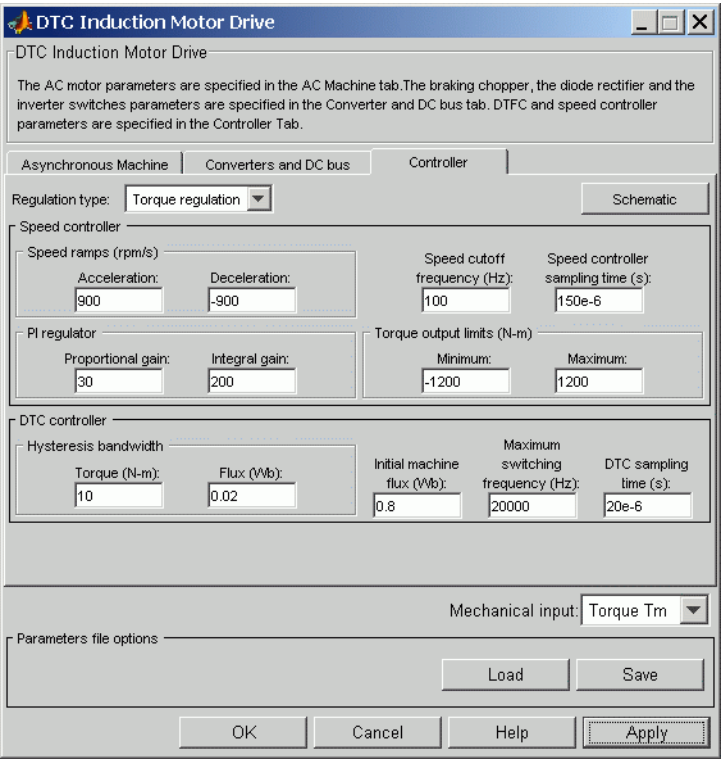 DTC Induction Motor Drive
DTC Induction Motor Drive
The AC motor parameters are specified in the AC Machine tab.The braking chopper, the diode rectifier and the
inverter switches parameters are specified in the Converter and DC bus tab. DTFC and speed controller
parameters are specified in the Controller Tab.
Asynchronous Machine Converters and DC bus Controller
Regulation type: Torque regulation Schematic
Speed controller
Speed ramps (rpm/s)
Acceleration: Deceleration:
900 -900
Speed cutoff
frequency (Hz):
100
Speed controller
sampling time (s):
150e-6
PI regulator
Proportional gain: Integral gain:
30 200
Torque output limits (N-m)
Minimum: Maximum:
-1200 1200
DTC controller
Hysteresis bandwidth
Torque (N-m): Flux (Wb):
10 0.02
Initial machine
flux (Wb):
0.8
Maximum
switching
frequency (Hz):
20000
DTC sampling
time (s):
20e-6
Mechanical input: Torque Tm
Parameters file options
Load Save
OK Cancel Help Apply